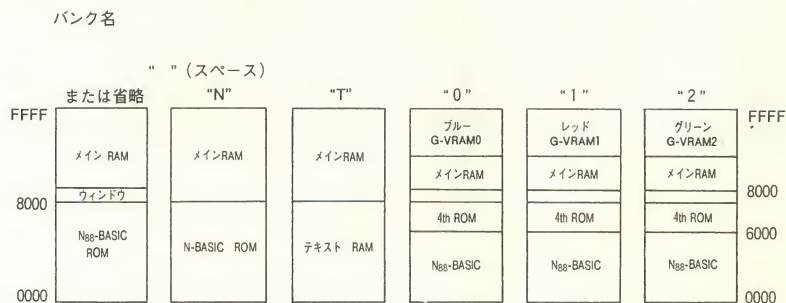 バンク名
“ ”（スペース）
または省略 “N” “T” “0” “1” “2”
FFFF FFFF
ブルー レッド グリーン
G-VRAM0 G-VRAM1 G-VRAM2
メイン RAM メインRAM メインRAM
メインRAM メインRAM メインRAM
ウィンドウ 8000
8000
4th ROM 4th ROM 4th ROM
6000
N88-BASIC N-BASIC ROM テキスト RAM
ROM
N88-BASIC N88-BASIC N88-BASIC
0000 0000